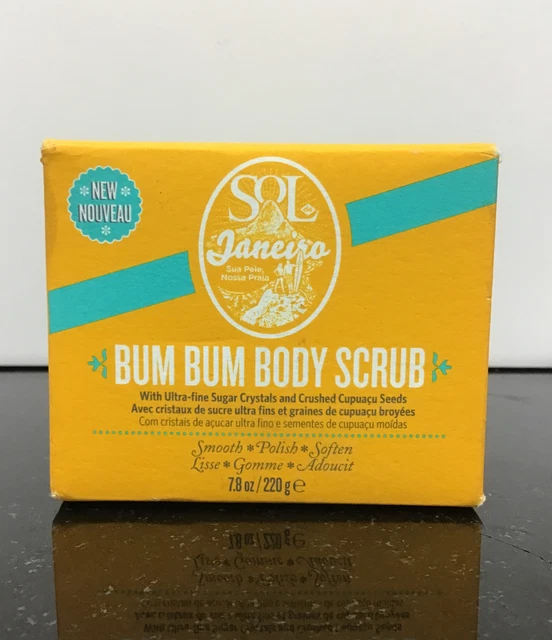 NEW
NOUVEAU
SOL
de
Janeiro
Sua Pele,
Nossa Praia
BUM BUM BODY SCRUB
With Ultra-fine Sugar Crystals and Crushed Cupuaçu Seeds
Avec cristaux de sucre ultra fins et graines de cupuaçu broyées
Com cristais de açucar ultra fino e sementes de cupuaçu moídas
Smooth * Polish * Soften
Lisse * Gomme * Adoucit
7.8 oz / 220 g e